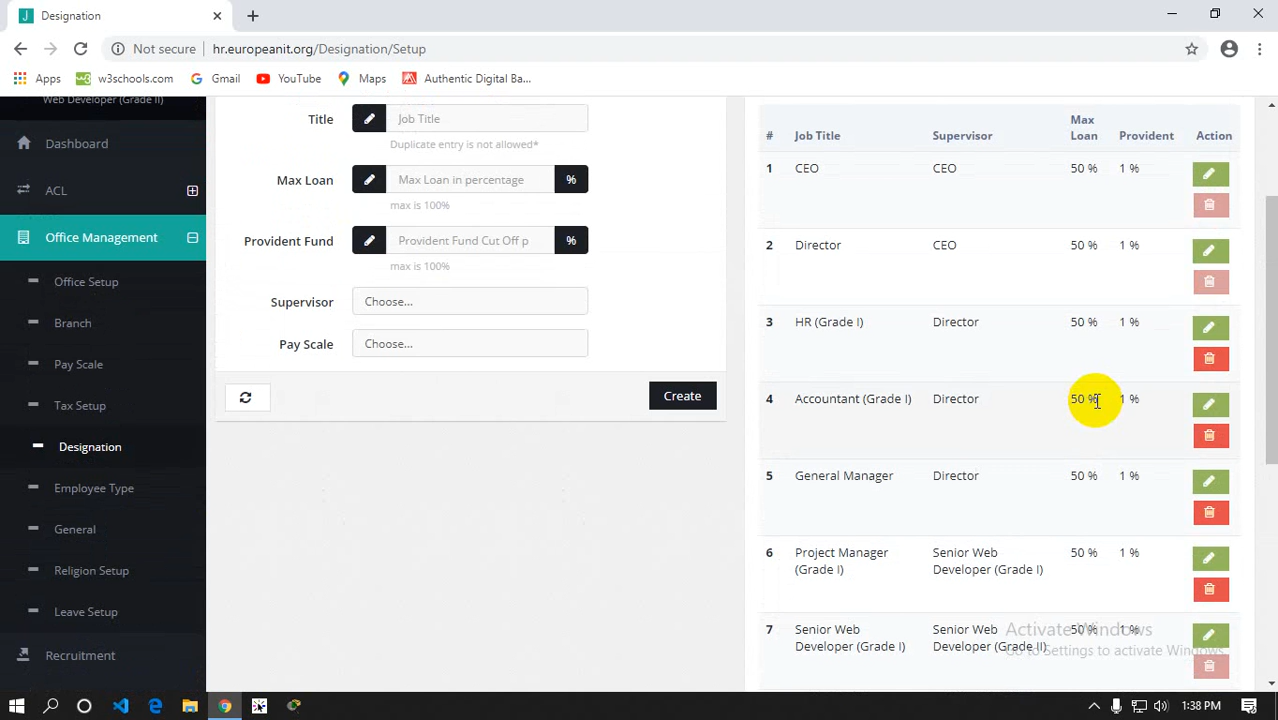 Designation
Not secure
hr.europeanit.org/Designation/Setup
Apps
w3schools.com
Gmail
YouTube
Maps
Authentic Digital Ba...
Web Developer (Grade II)
Dashboard
ACL
Office Management
Office Setup
Branch
Pay Scale
Tax Setup
Designation
Employee Type
General
Religion Setup
Leave Setup
Recruitment
Title
Job Title
Duplicate entry is not allowed*
Max Loan
Max Loan in percentage
%
max is 100%
Provident Fund
Provident Fund Cut Off p
%
max is 100%
Supervisor
Choose...
Pay Scale
Choose...
Create
# Job Title Supervisor Max Loan Provident Action
1 CEO CEO 50 % 1 %
2 Director CEO 50 % 1 %
3 HR (Grade I) Director 50 % 1 %
4 Accountant (Grade I) Director 50 % 1 %
5 General Manager Director 50 % 1 %
6 Project Manager (Grade I) Senior Web Developer (Grade I) 50 % 1 %
7 Senior Web Developer (Grade I) Senior Web Developer (Grade II) 50 % 1 %
Activate Windows
Go to Settings to activate Windows.
1:38 PM